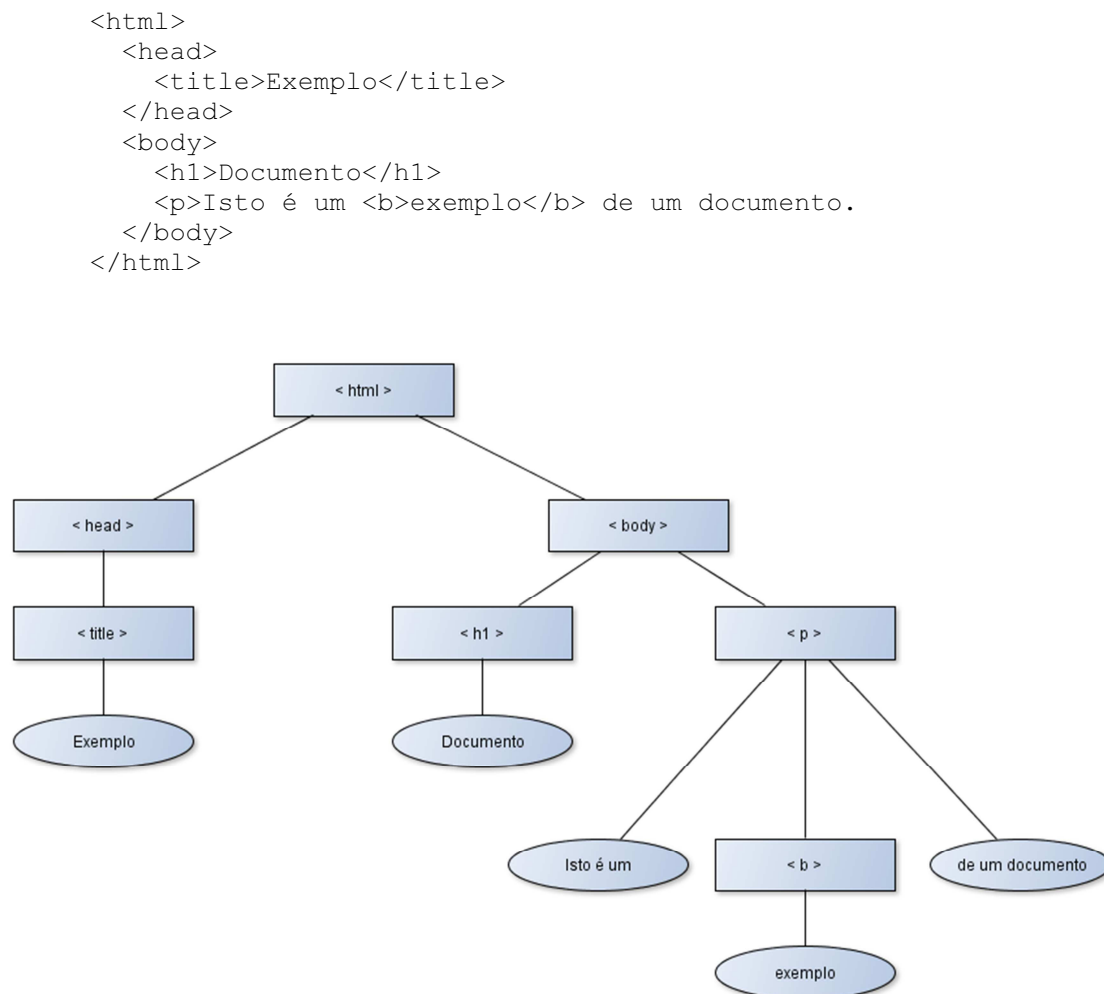 <html>
<head>
<title>Exemplo</title>
</head>
<body>
<h1>Documento</h1>
<p>Isto é um <b>exemplo</b> de um documento.
</body>
</html>
< html >
< head >
< body >
< title >
< h1 >
< p >
Exemplo
Documento
Isto é um
< b >
de um documento
exemplo